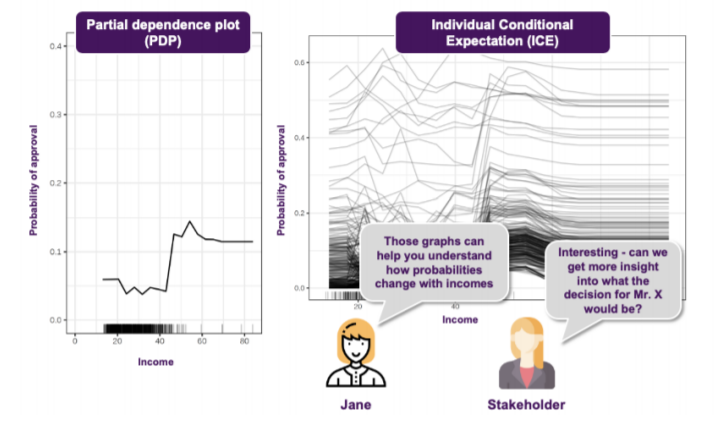 Partial dependence plot
(PDP)
Individual Conditional
Expectation (ICE)
Probability of approval
0.4
0.3
0.2
0.1
0.0
0
20
40
60
80
Income
Probability of approval
0.6
0.4
0.2
0.0
20
40
Income
Those graphs can
help you understand
how probabilities
change with incomes
Interesting - can we
get more insight
into what the
decision for Mr. X
would be?
Jane
Stakeholder